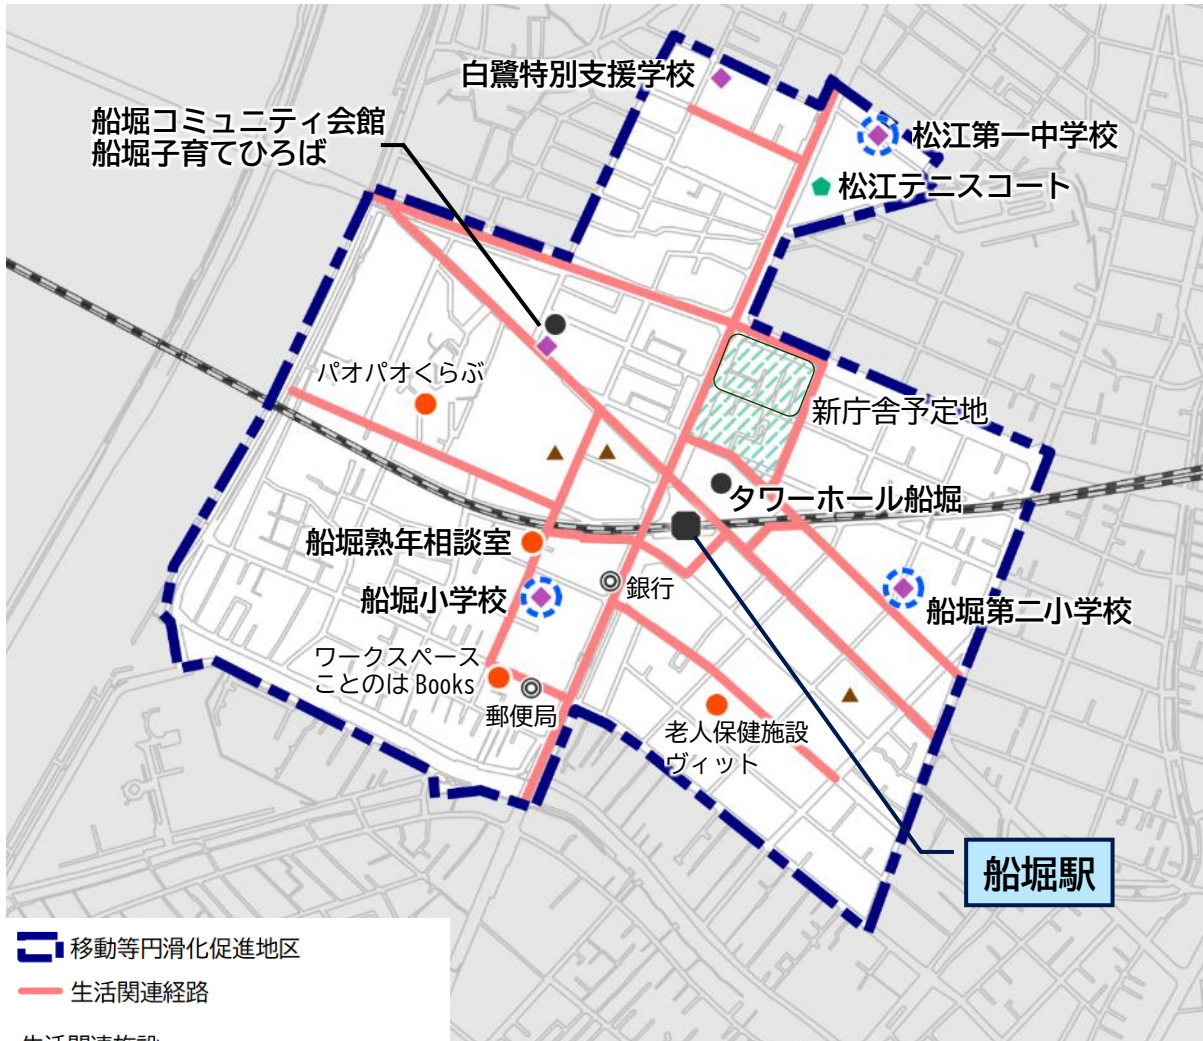 白鷺特別支援学校
船堀コミュニティ会館
船堀子育てひろば
松江第一中学校
松江テニスコート
パオパオくらぶ
新庁舎予定地
タワーホール船堀
船堀熟年相談室
銀行
船堀小学校
船堀第二小学校
ワークスペース
ことのは Books
郵便局
老人保健施設
ヴィット
船堀駅
移動等円滑化促進地区
生活関連経路
生活関連施設